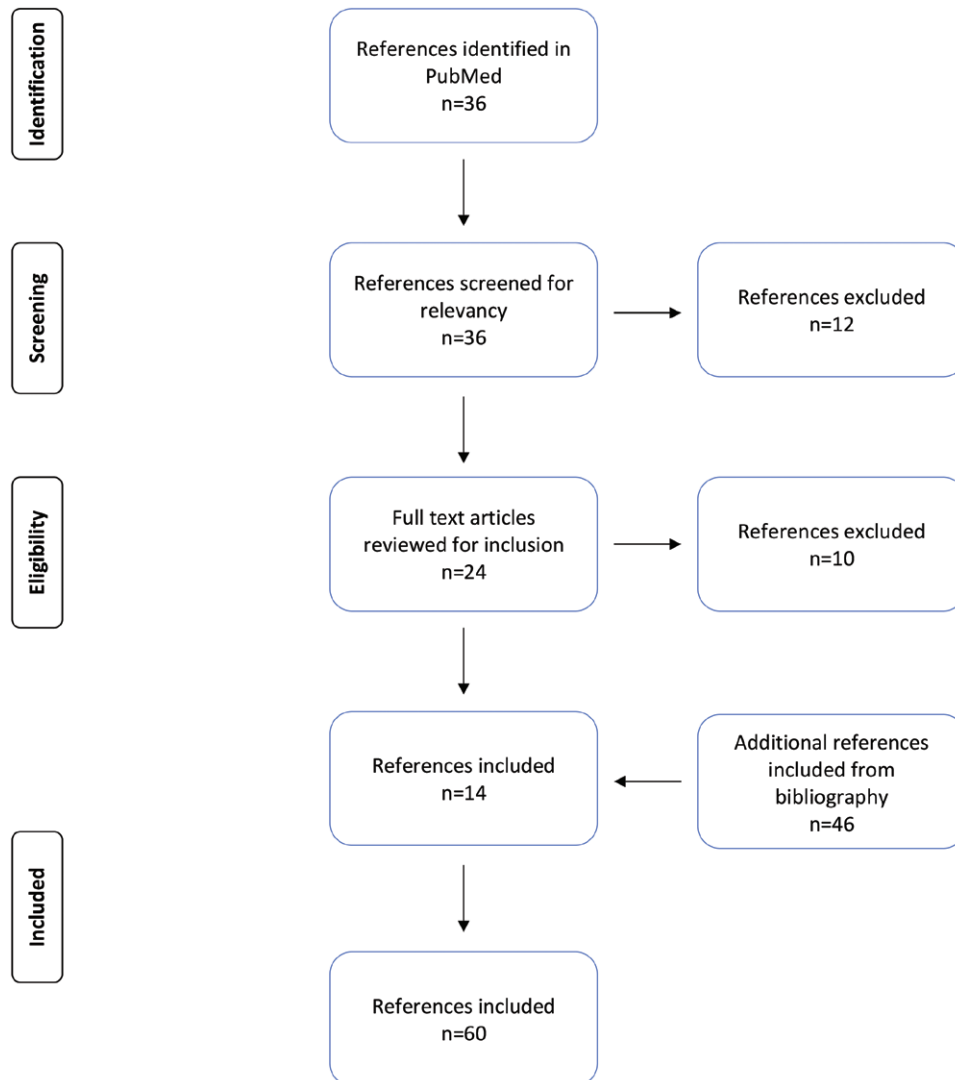 Identification
References identified in
PubMed
n=36
Screening
References screened for
relevancy
n=36
References excluded
n=12
Eligibility
Full text articles
reviewed for inclusion
n=24
References excluded
n=10
References included
n=14
Additional references
included from
bibliography
n=46
Included
References included
n=60